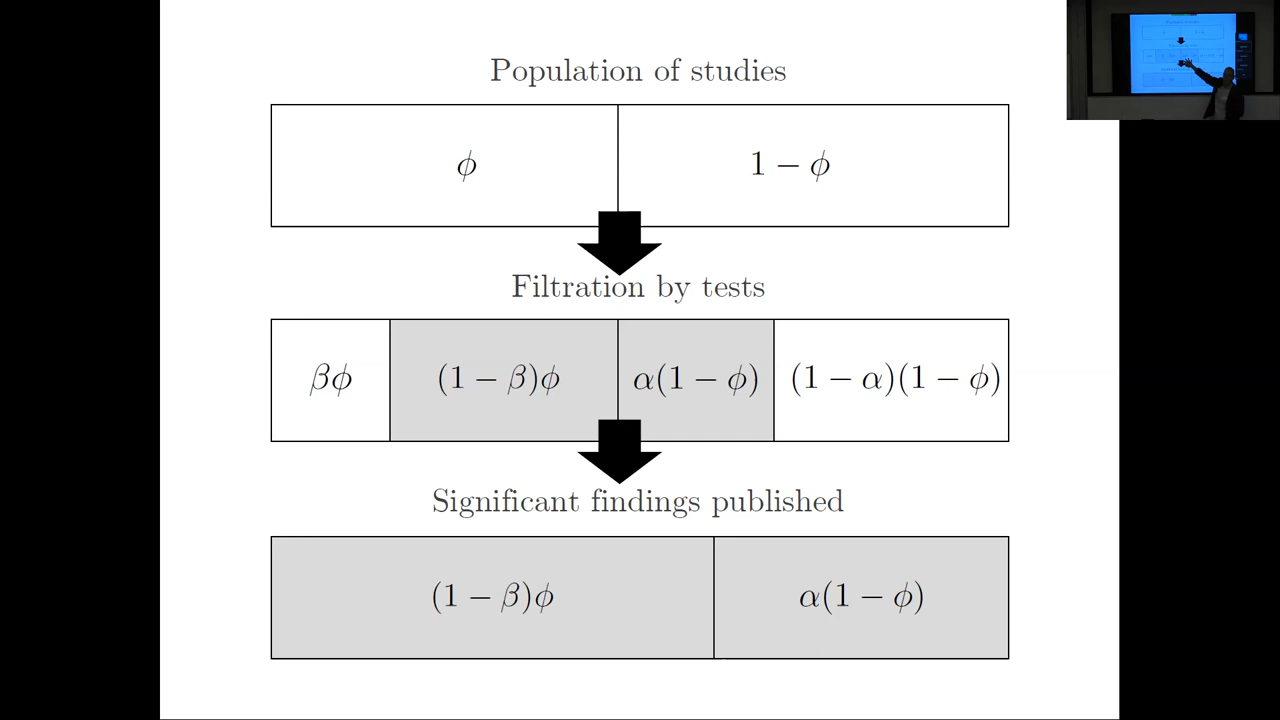 Population of studies
ϕ 1 − ϕ
Filtration by tests
βϕ (1 − β)ϕ α(1 − ϕ) (1 − α)(1 − ϕ)
Significant findings published
(1 − β)ϕ α(1 − ϕ)